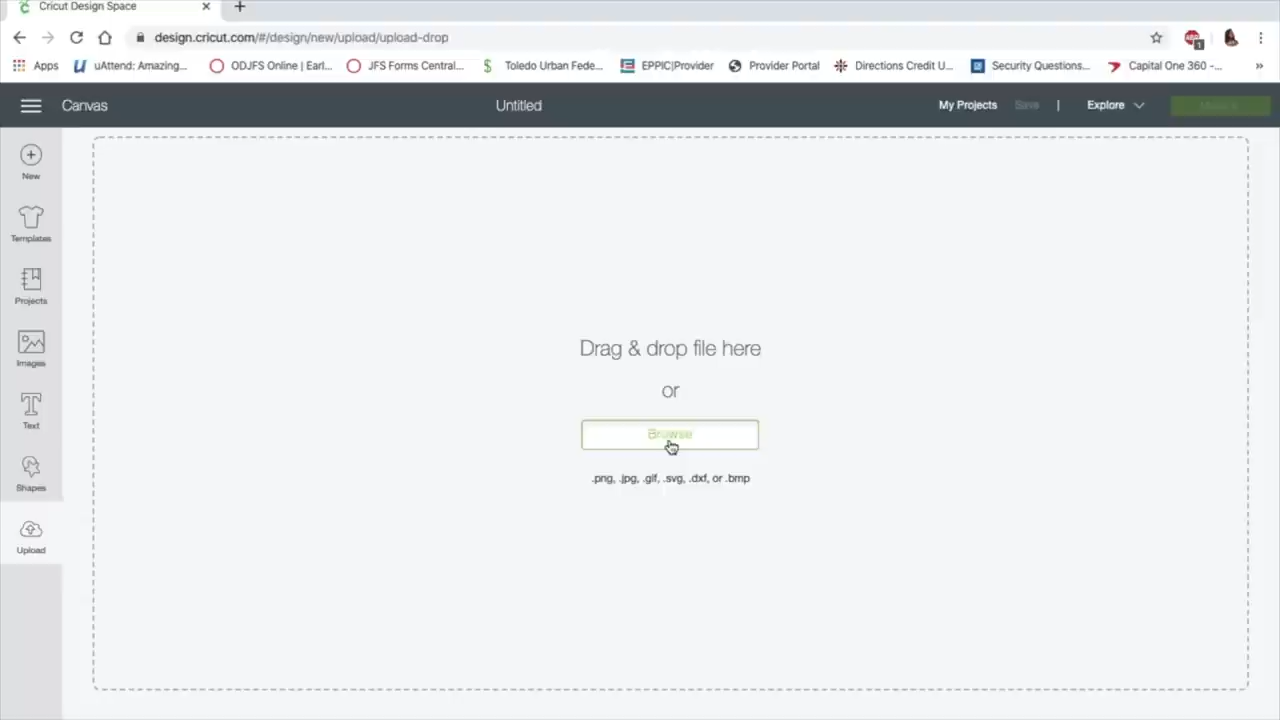 Cricut Design Space
design.cricut.com/#/design/new/upload/upload-drop
Apps
uAttend: Amazing...
ODJFS Online | Earl...
JFS Forms Central...
Toledo Urban Fede...
EPPIC|Provider
Provider Portal
Directions Credit U...
Security Questions...
Capital One 360 -...
»
Canvas
Untitled
My Projects
Save
|
Explore
New
Templates
Projects
Images
Text
Shapes
Upload
Drag & drop file here
or
Browse
.png, .jpg, .gif, .svg, .dxf, or .bmp